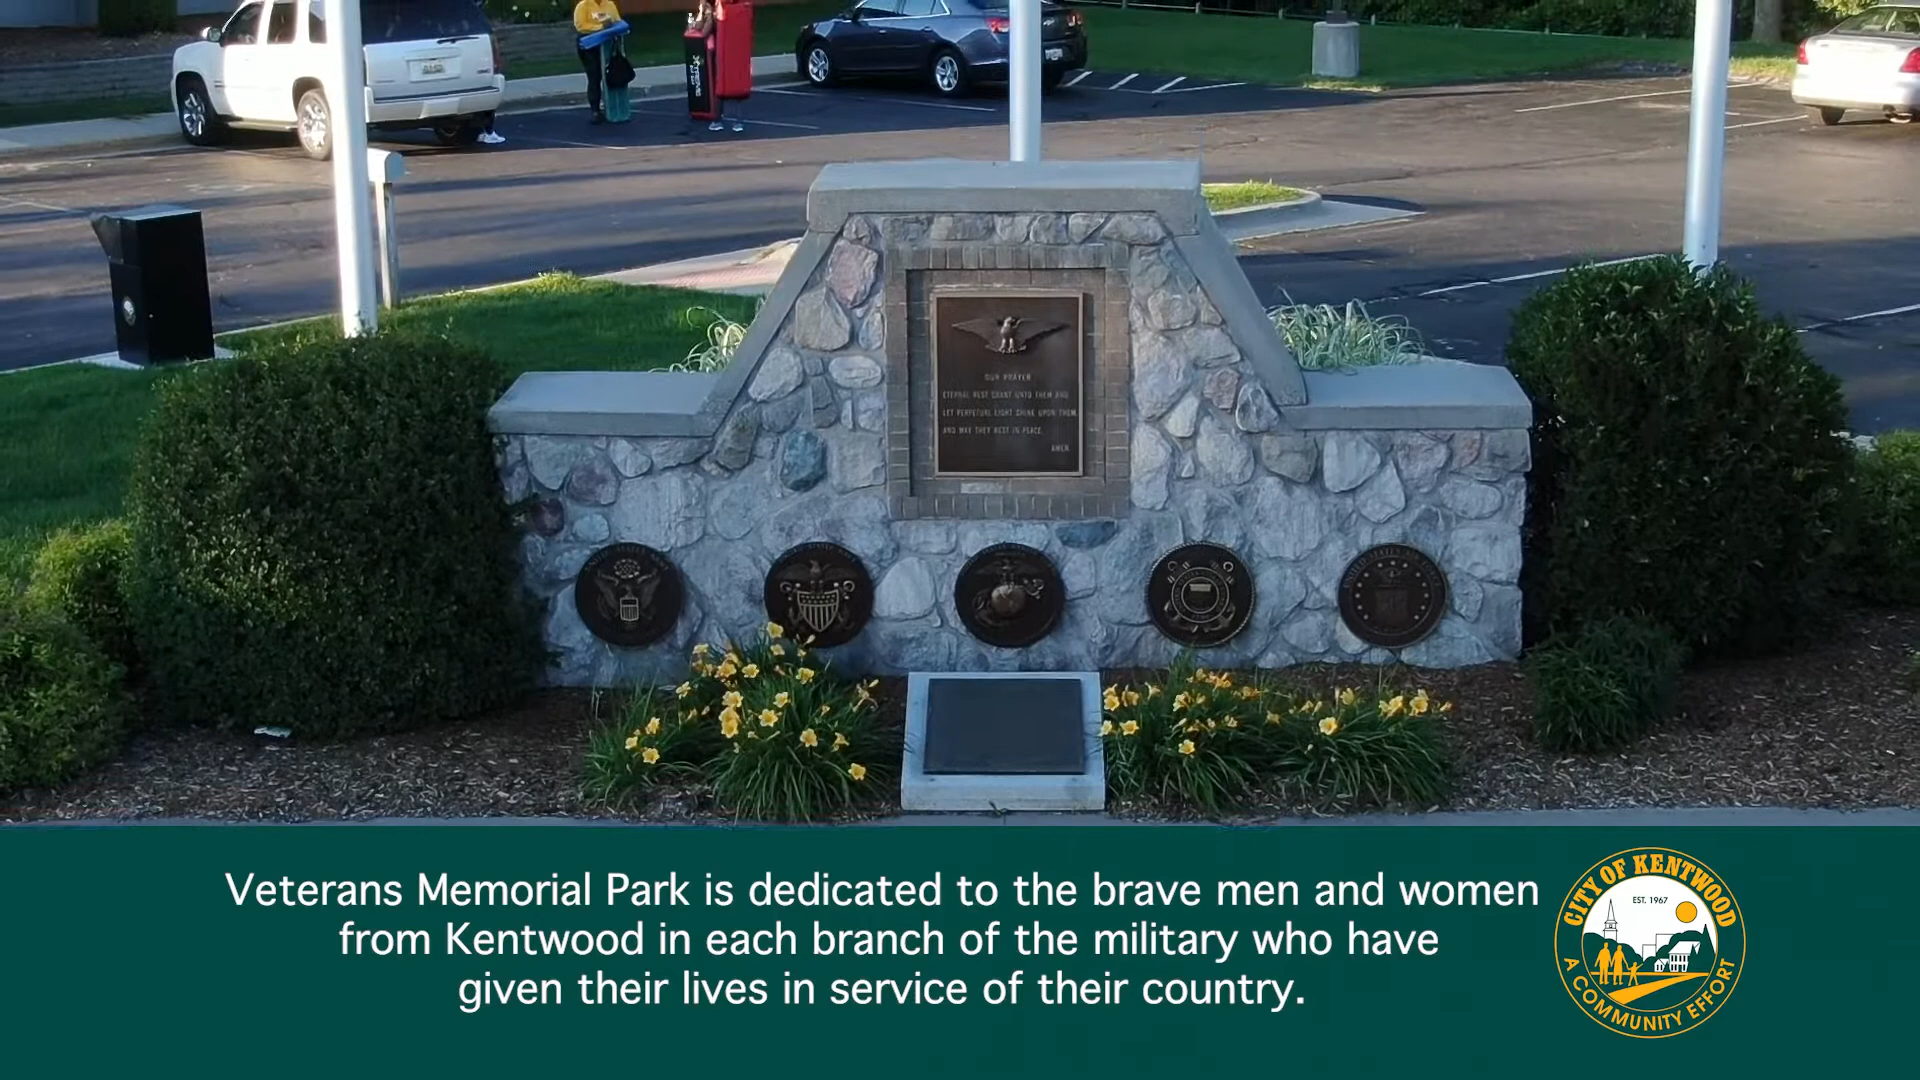 OUR PRAYER
ETERNAL REST GRANT UNTO THEM AND
LET PERPETUAL LIGHT SHINE UPON THEM
AND MAY THEY REST IN PEACE.
AMEN.
Veterans Memorial Park is dedicated to the brave men and women
from Kentwood in each branch of the military who have
given their lives in service of their country.
CITY OF KENTWOOD
EST. 1967
A COMMUNITY EFFORT